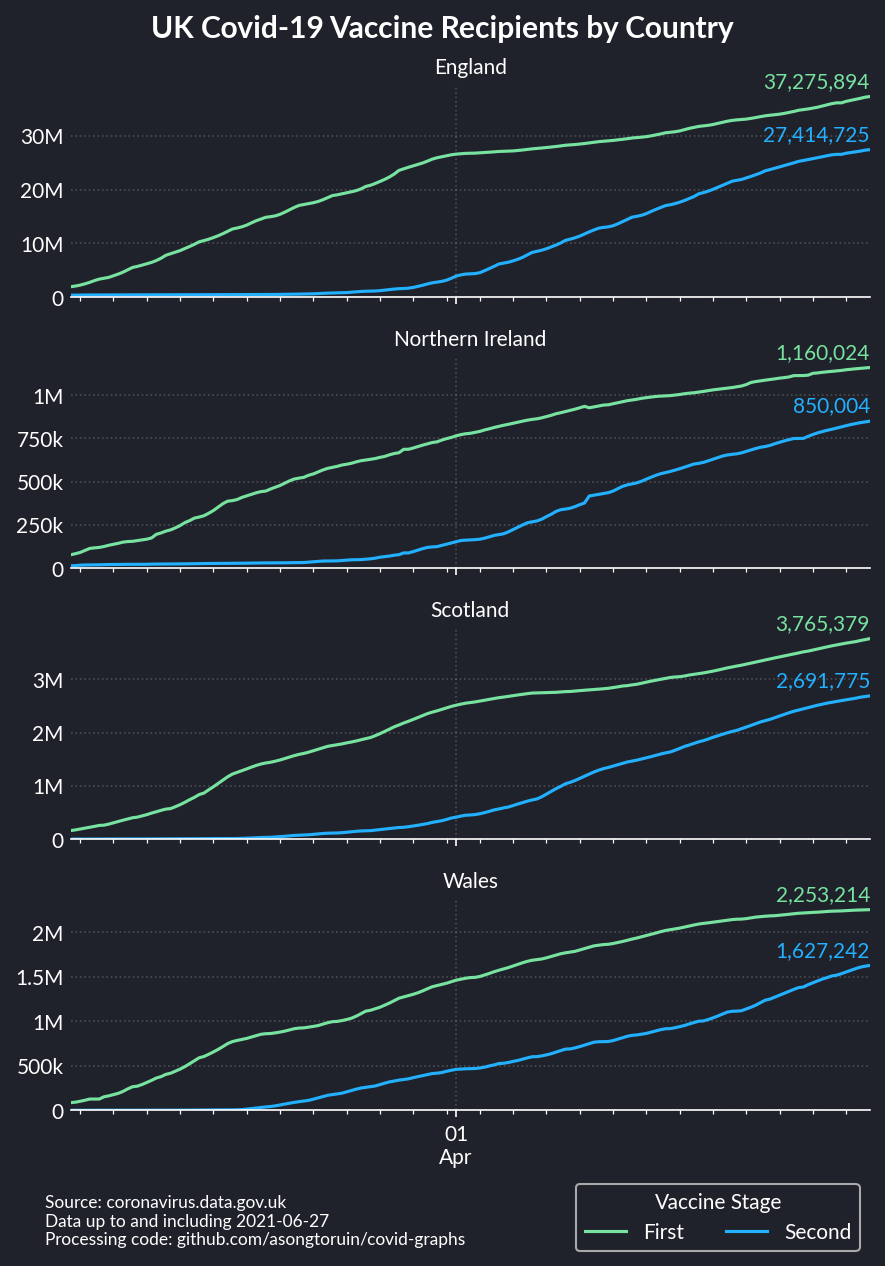 UK Covid-19 Vaccine Recipients by Country
England
37,275,894
27,414,725
30M
20M
10M
0
Northern Ireland
1,160,024
850,004
1M
750k
500k
250k
0
Scotland
3,765,379
2,691,775
3M
2M
1M
0
Wales
2,253,214
1,627,242
2M
1.5M
1M
500k
0
01
Apr
Source: coronavirus.data.gov.uk
Data up to and including 2021-06-27
Processing code: github.com/asongtoruin/covid-graphs
Vaccine Stage
First
Second